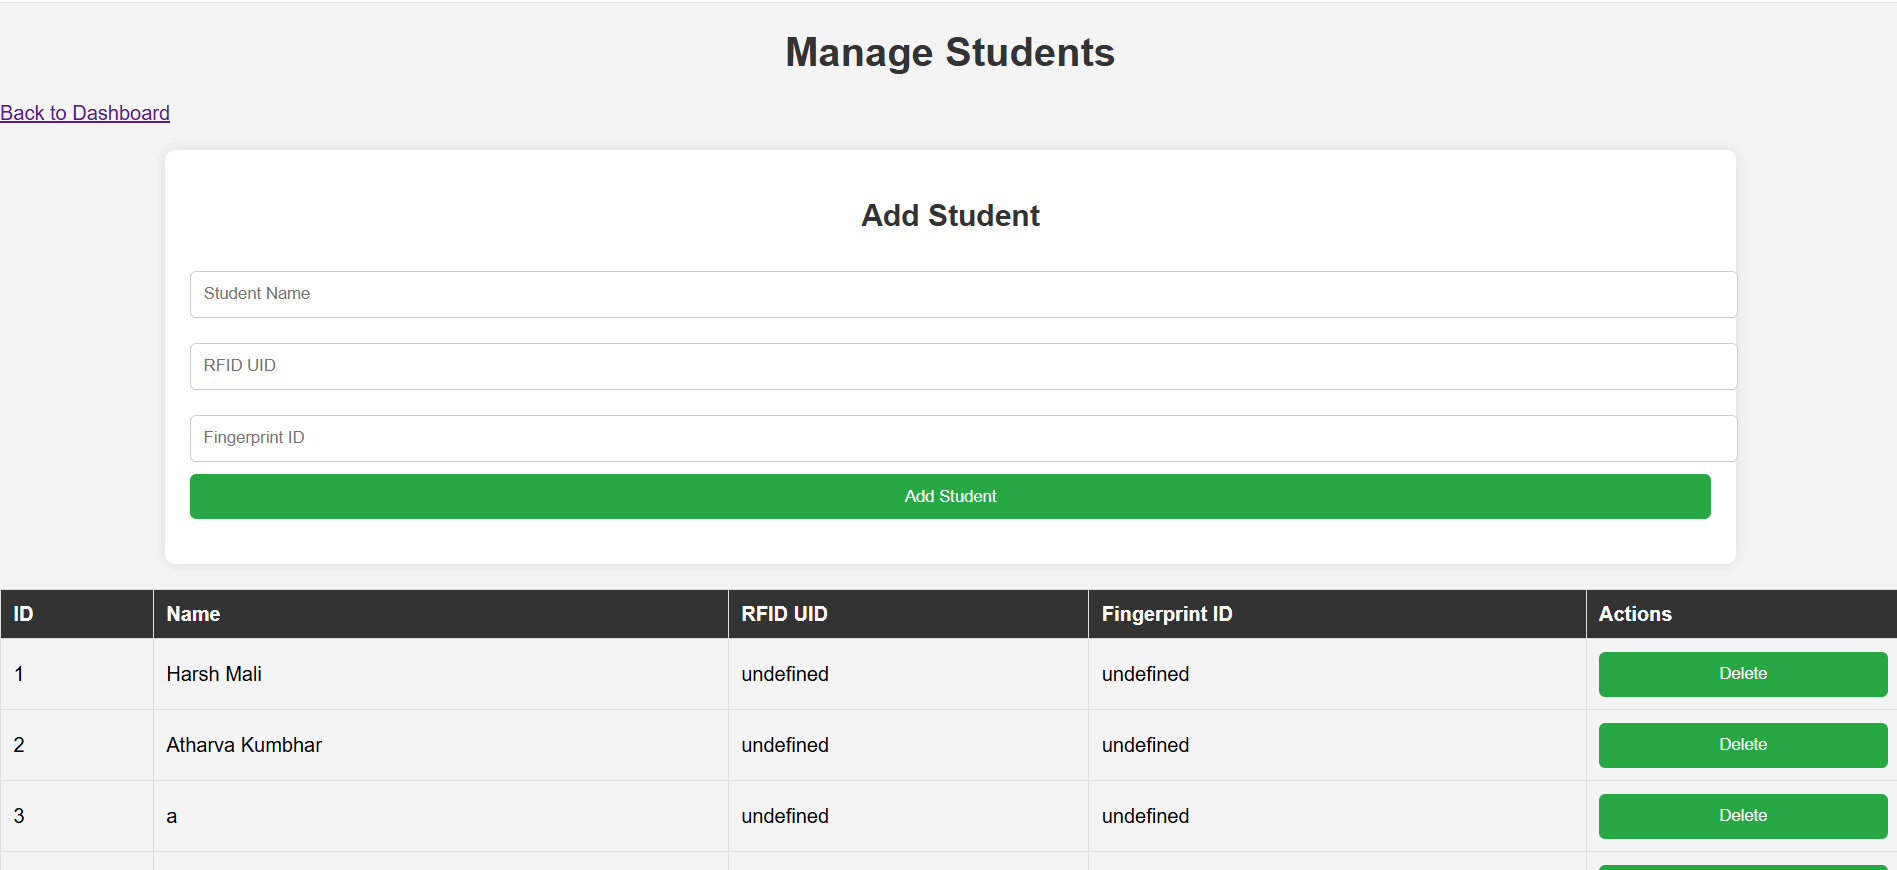 Manage Students
Back to Dashboard
Add Student
Student Name
RFID UID
Fingerprint ID
Add Student
ID Name RFID UID Fingerprint ID Actions
1 Harsh Mali undefined undefined Delete
2 Atharva Kumbhar undefined undefined Delete
3 a undefined undefined Delete